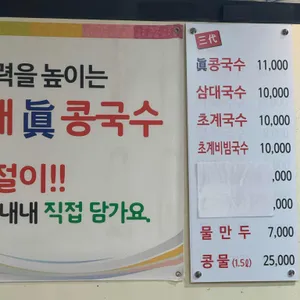 력을 높이는
대 眞 콩국수
절이!!
내내 직접 담가요.
三代
眞콩국수 11,000
삼대국수 10,000
초계국수 10,000
초계비빔국수 10,000
,000
,000
물만두 7,000
콩물(1.5ℓ) 25,000